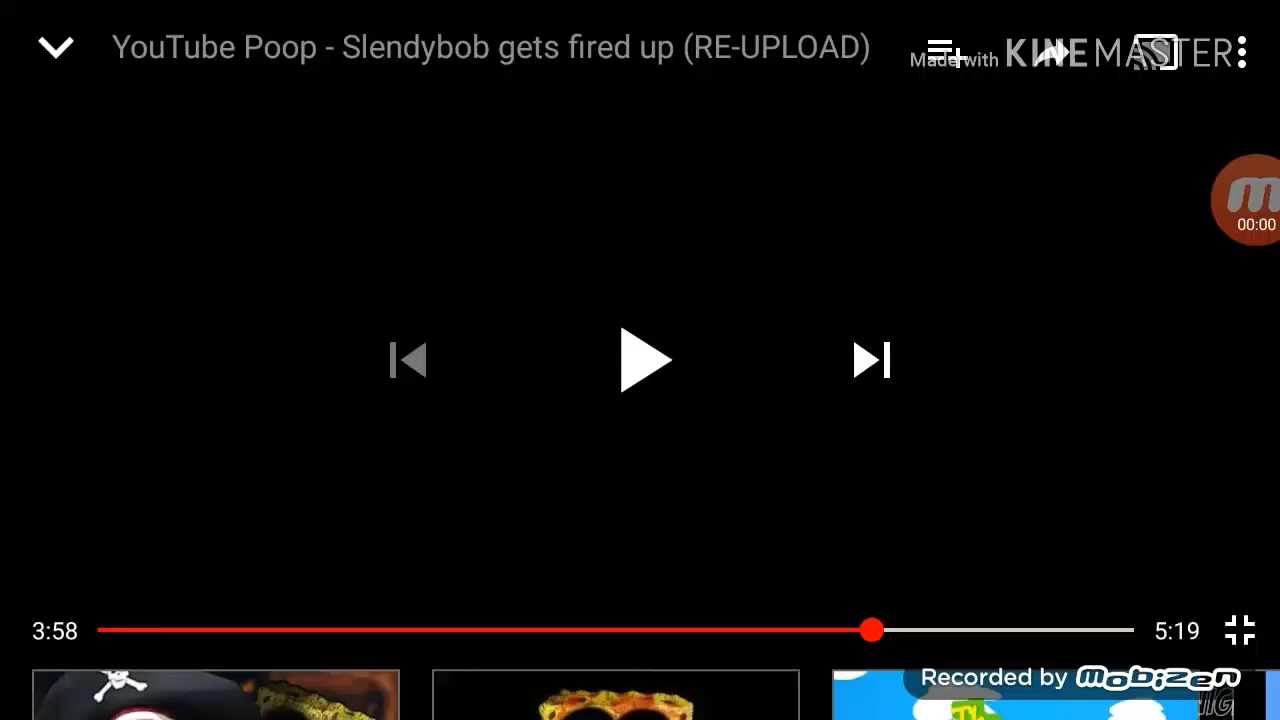 YouTube Poop - Slendybob gets fired up (RE-UPLOAD)
Made with KINEMASTER
00:00
3:58
5:19
Recorded by mobizen